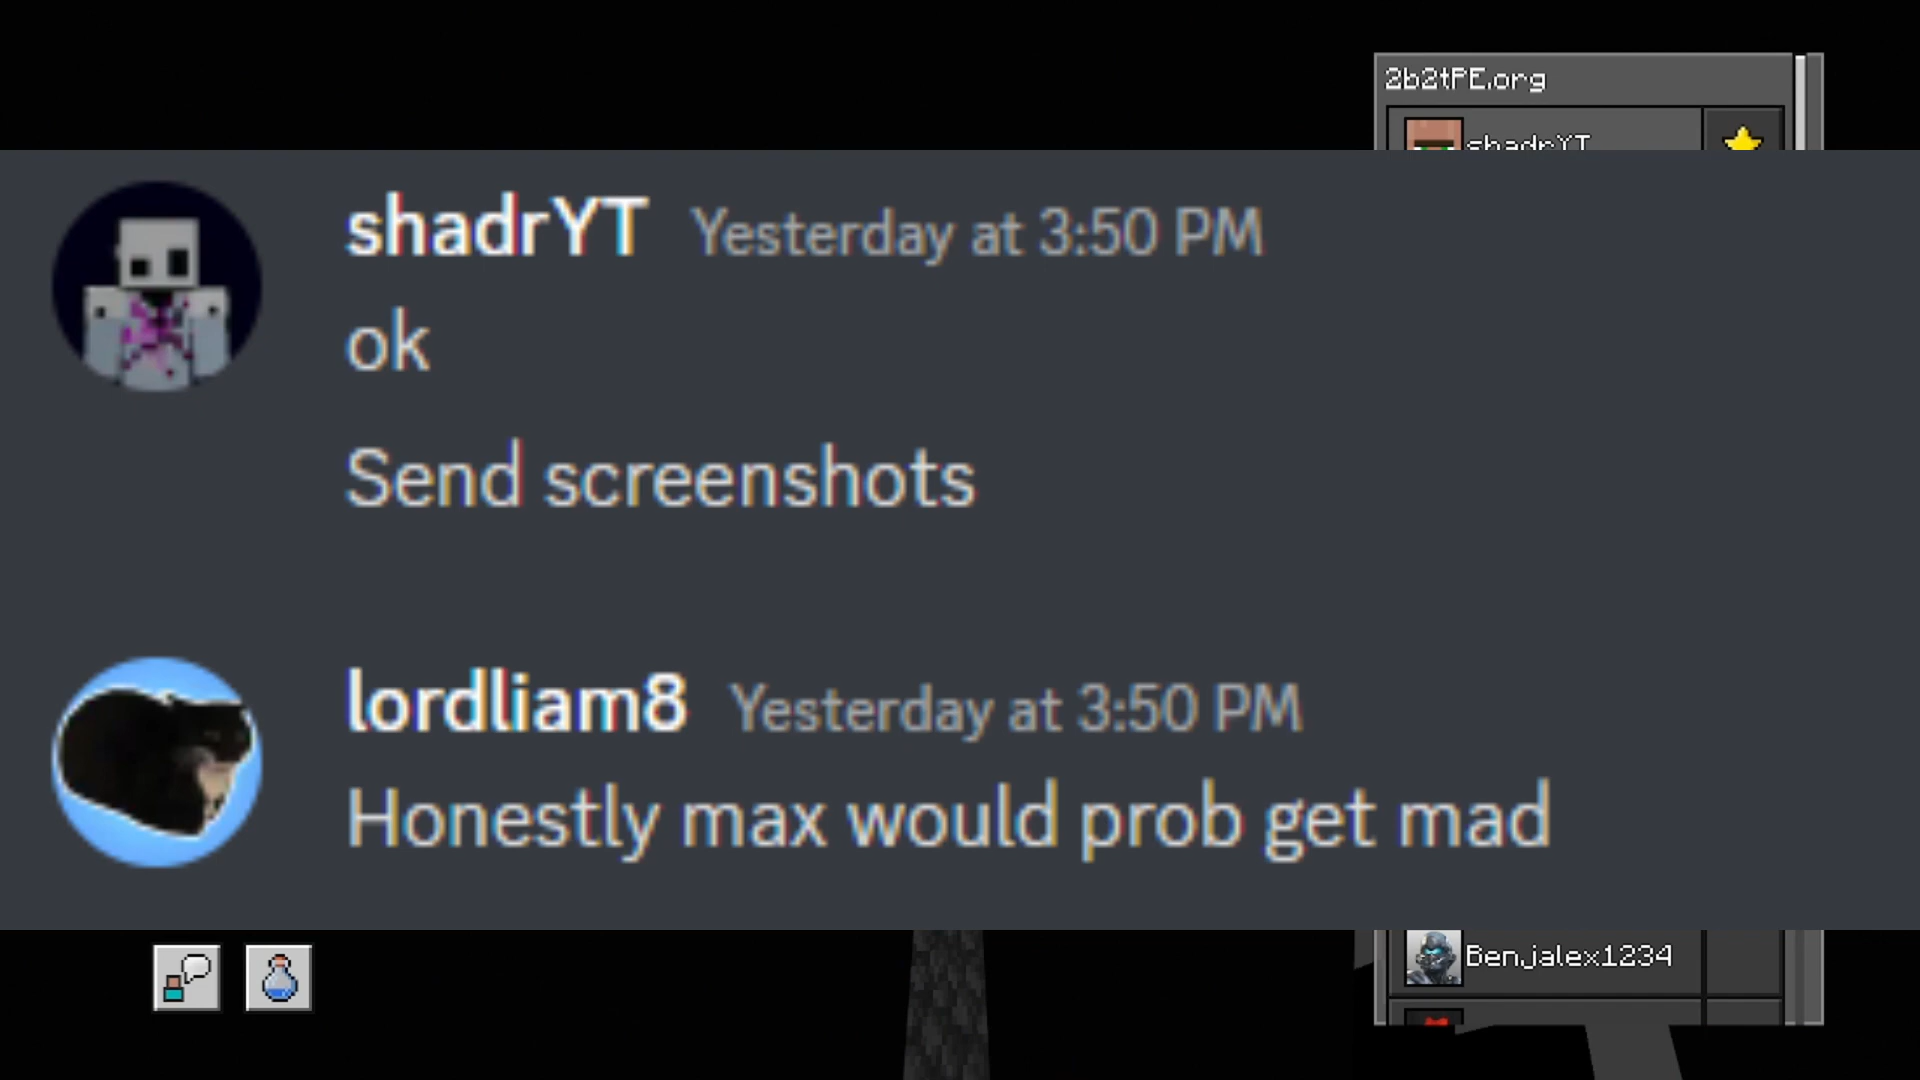 2b2tPE.org
shadrYT
shadrYT Yesterday at 3:50 PM
ok
Send screenshots
lordliam8 Yesterday at 3:50 PM
Honestly max would prob get mad
Benjalex1234